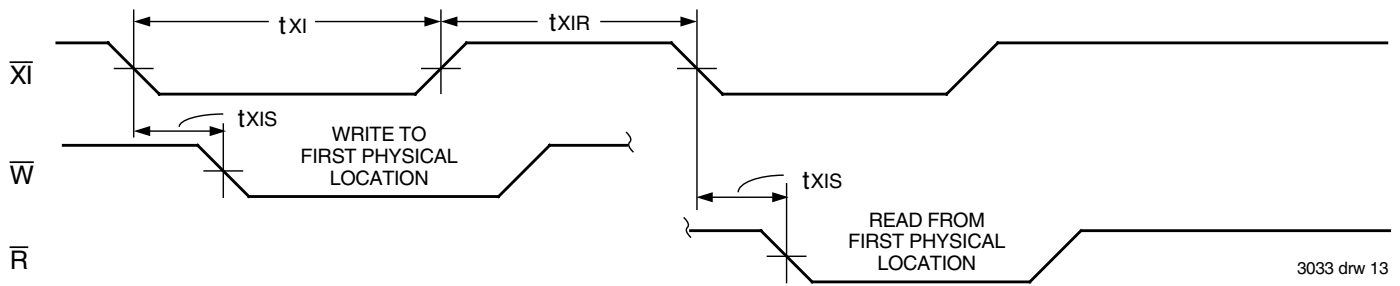 tXI
tXIR
XI
tXIS
WRITE TO
FIRST PHYSICAL
LOCATION
W
tXIS
READ FROM
FIRST PHYSICAL
LOCATION
R
3033 drw 13